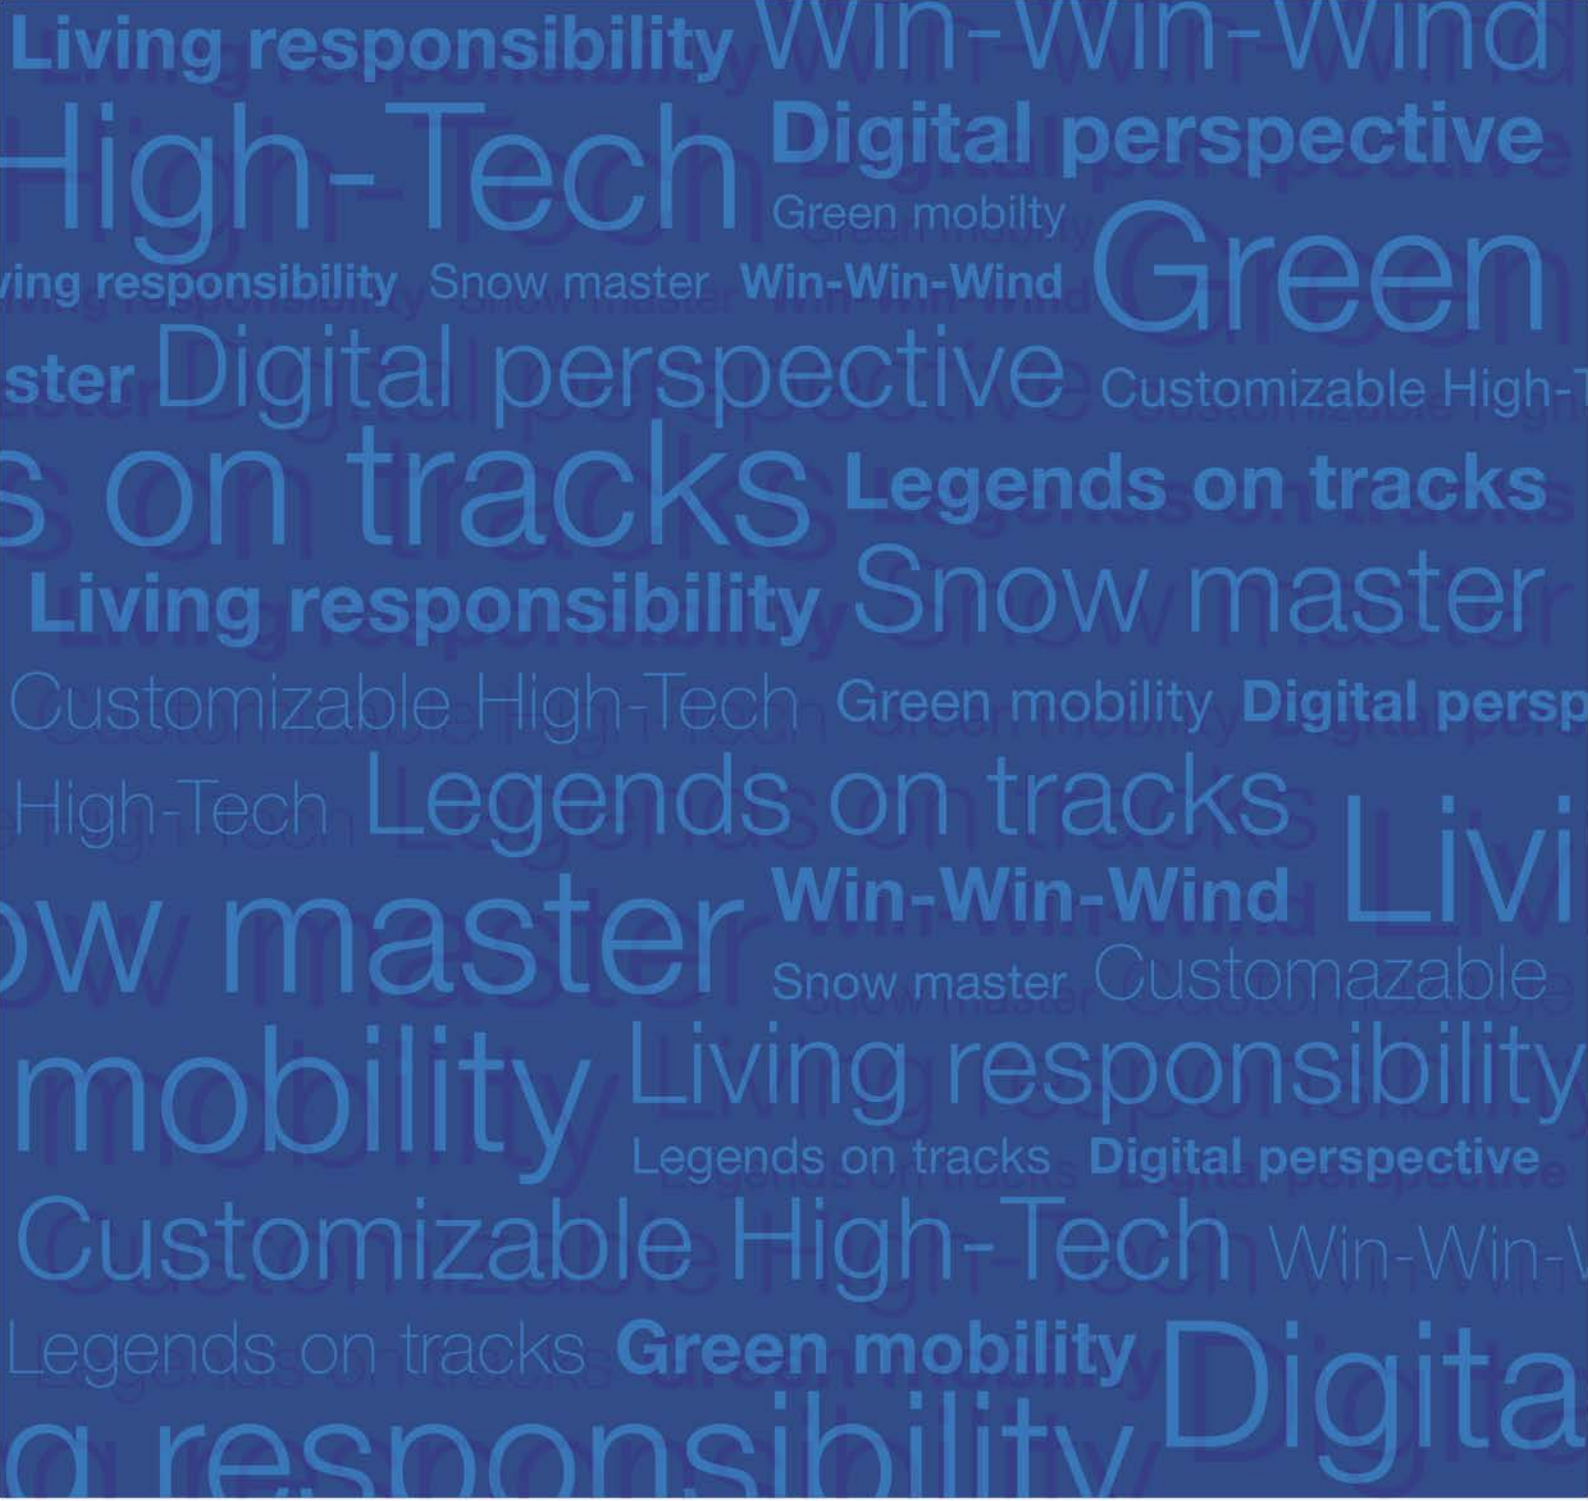 Living responsibility Win-Win-Wind
High-Tech Digital perspective
Green mobilty
ving responsibility Snow master Win-Win-Wind Green
ster Digital perspective Customizable High-T
s on tracks Legends on tracks
Living responsibility Snow master
Customizable High-Tech Green mobility Digital persp
High-Tech Legends on tracks Livi
ow master Win-Win-Wind
Snow master Customazable
mobility Living responsibility
Legends on tracks Digital perspective
Customizable High-Tech Win-Win-W
Legends on tracks Green mobility Digita
g responsibility